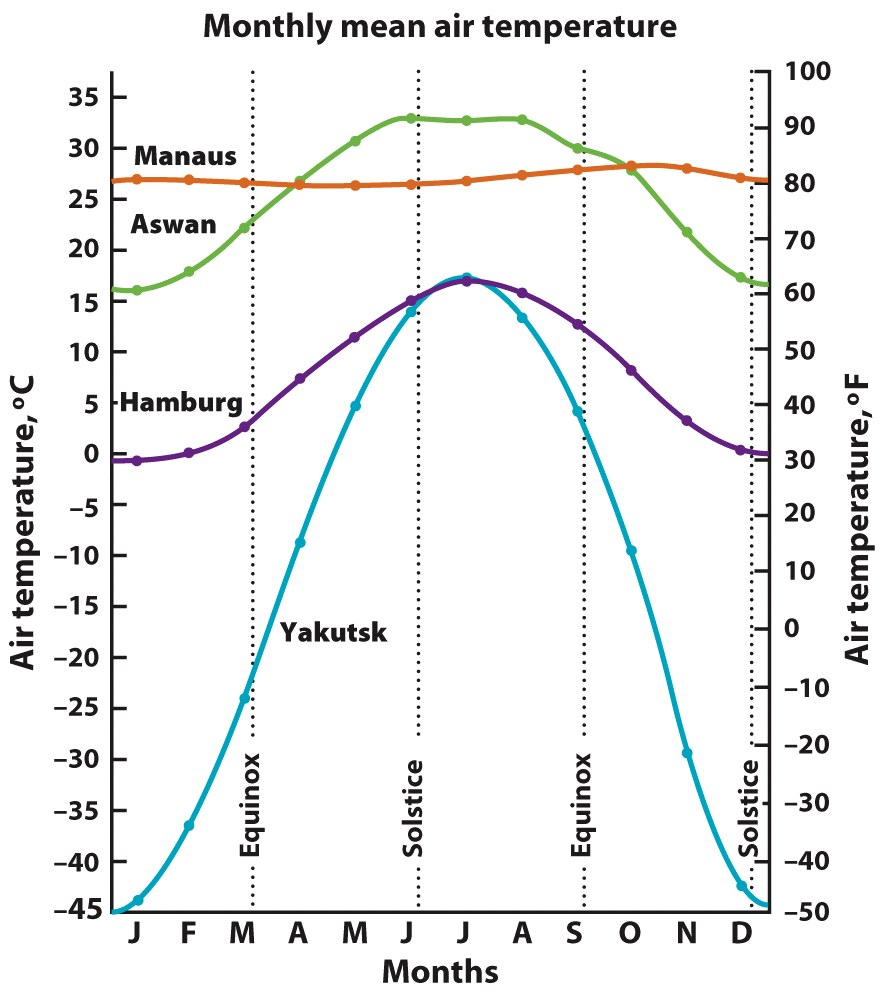 Monthly mean air temperature
35
30
25
20
15
10
5
0
–5
–10
–15
–20
–25
–30
–35
–40
–45
Air temperature, ºC
Manaus
Aswan
Hamburg
Yakutsk
Equinox
Solstice
Equinox
Solstice
100
90
80
70
60
50
40
30
20
10
0
–10
–20
–30
–40
–50
Air temperature, ºF
J F M A M J J A S O N D
Months